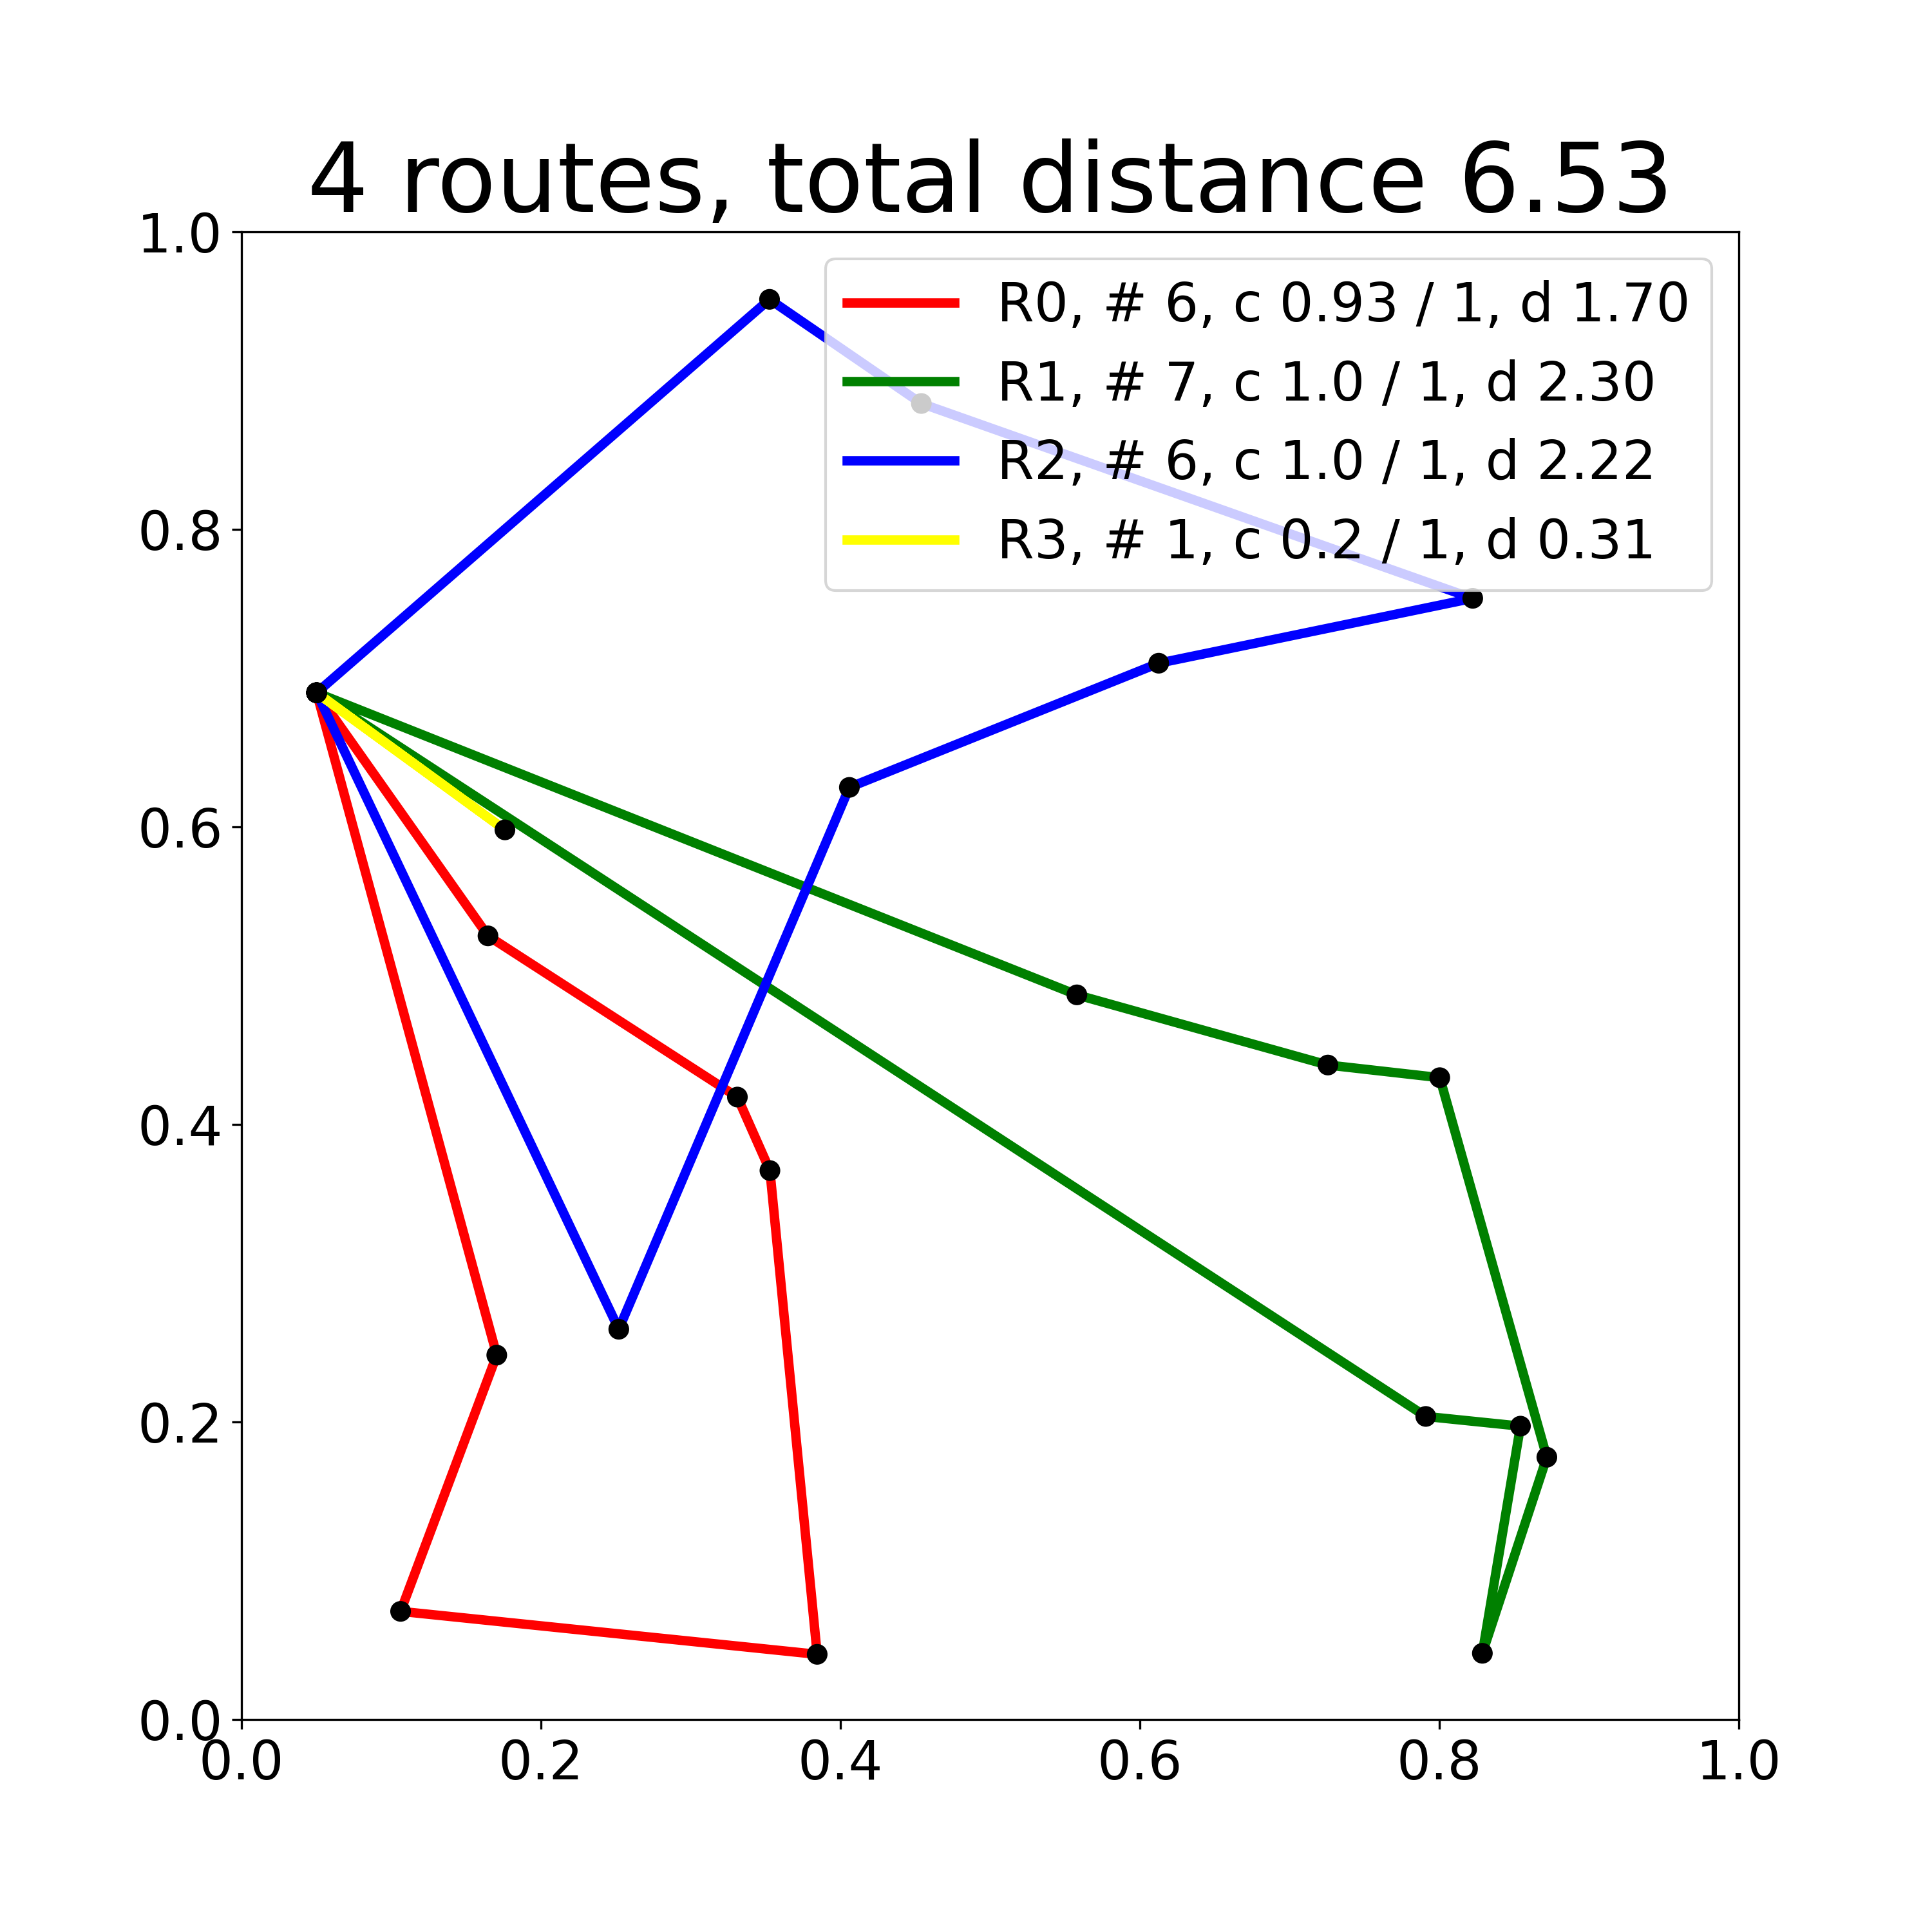 4 routes, total distance 6.53
1.0
0.8
0.6
0.4
0.2
0.0
R0, # 6, c 0.93 / 1, d 1.70
R1, # 7, c 1.0 / 1, d 2.30
R2, # 6, c 1.0 / 1, d 2.22
R3, # 1, c 0.2 / 1, d 0.31
0.0 0.2 0.4 0.6 0.8 1.0